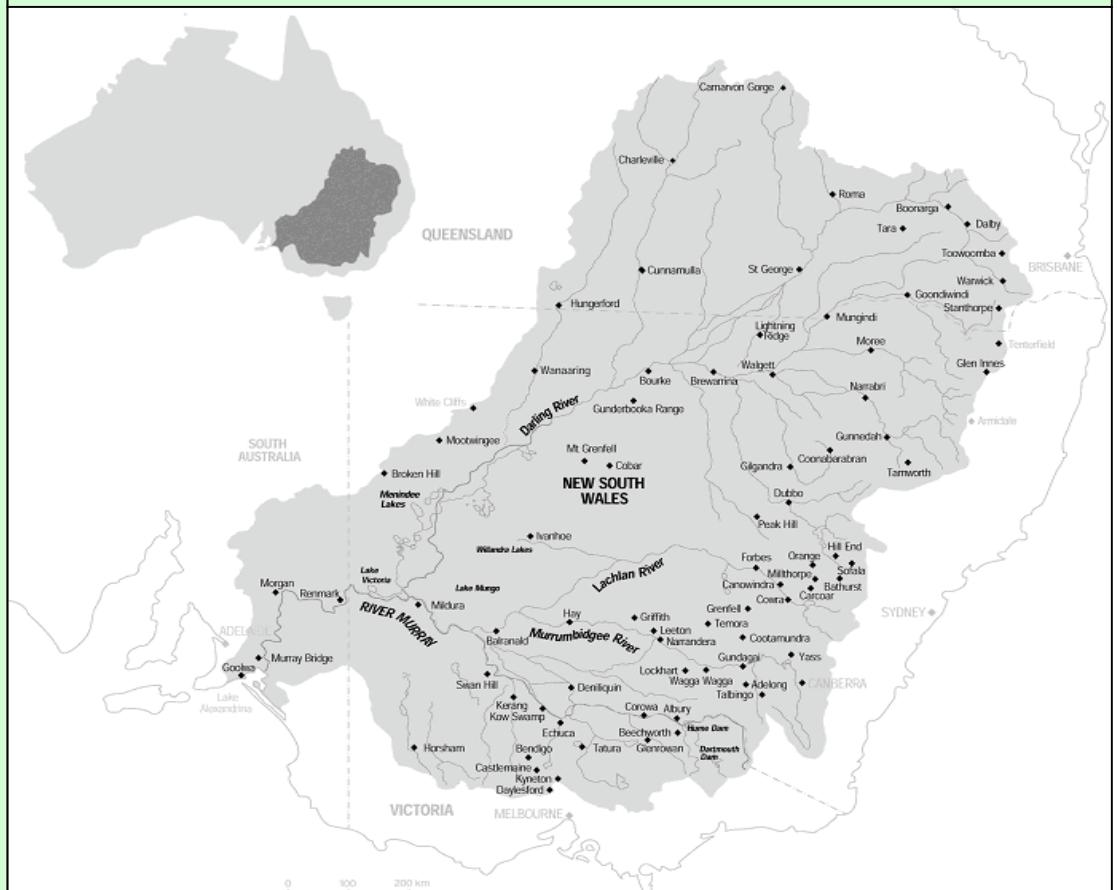 Carnarvon Gorge
Charleville
Roma
Boonarga
Dalby
Tara
QUEENSLAND
Toowoomba
BRISBANE
Cunnamulla
St George
Warwick
Goondiwindi
Hungerford
Stanthorpe
Mungindi
Lightning
Ridge
Moree
Tenterfield
Glen Innes
Walgett
Wanaaring
Bourke
Brewarrina
Narrabri
White Cliffs
Darling River
Gunderbooka Range
Armidale
Mootwingee
SOUTH
AUSTRALIA
Mt Grenfell
Gunnedah
Coonabarabran
Cobar
Gilgandra
Tamworth
Broken Hill
NEW SOUTH
WALES
Menindee
Lakes
Dubbo
Peak Hill
Ivanhoe
Willandra Lakes
Hill End
Orange
Forbes
Sofala
Lake
Victoria
Lachlan River
Millthorpe
Morgan
Lake Mungo
Canowindra
Bathurst
Renmark
Cowra
Carcoar
Mildura
RIVER MURRAY
Grenfell
SYDNEY
Hay
Griffith
Temora
ADELAIDE
Balranald
Murrumbidgee River
Leeton
Narrandera
Cootamundra
Murray Bridge
Gundagai
Yass
Goolwa
Lockhart
Wagga Wagga
Swan Hill
Deniliquin
Adelong
CANBERRA
Talbingo
Lake
Alexandrina
Kerang
Kow Swamp
Corowa
Albury
Echuca
Beechworth
Hume Dam
Horsham
Bendigo
Tatura
Glenrowan
Dartmouth
Dam
Castlemaine
Kyneton
Daylesford
VICTORIA
MELBOURNE
0 100 200 km